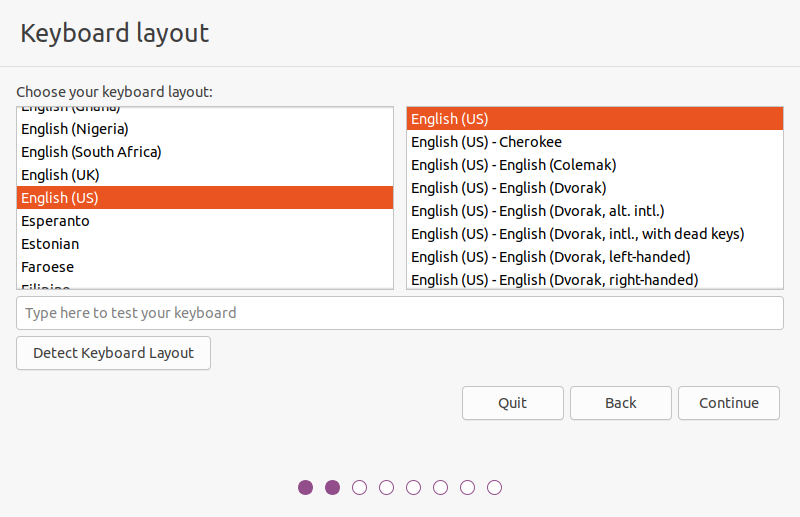 Keyboard layout
Choose your keyboard layout:
English (Ghana)
English (Nigeria)
English (South Africa)
English (UK)
English (US)
Esperanto
Estonian
Faroese
Filipino
English (US)
English (US) - Cherokee
English (US) - English (Colemak)
English (US) - English (Dvorak)
English (US) - English (Dvorak, alt. intl.)
English (US) - English (Dvorak, intl., with dead keys)
English (US) - English (Dvorak, left-handed)
English (US) - English (Dvorak, right-handed)
Type here to test your keyboard
Detect Keyboard Layout
Quit
Back
Continue